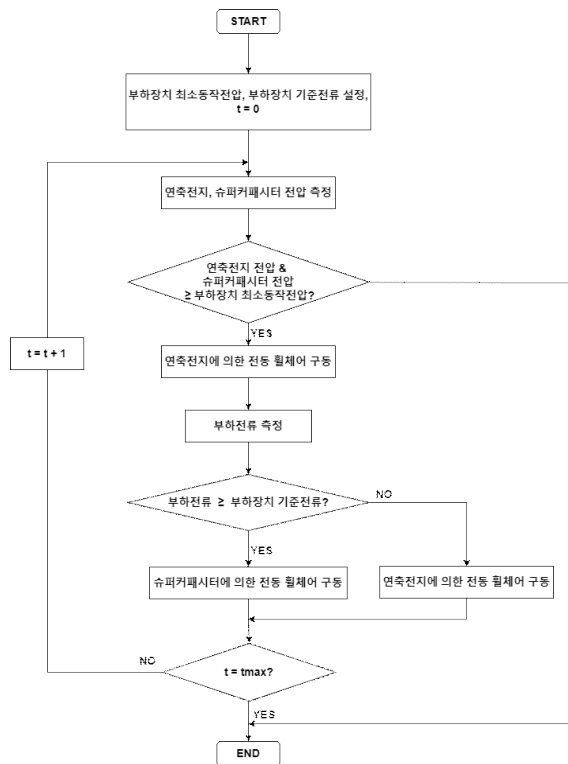 START
부하장치 최소동작전압, 부하장치 기준전류 설정,
t = 0
연축전지, 슈퍼커패시터 전압 측정
연축전지 전압 &
슈퍼커패시터 전압
≥ 부하장치 최소동작전압?
YES
t = t + 1
연축전지에 의한 전동 휠체어 구동
부하전류 측정
부하전류 ≥ 부하장치 기준전류?
NO
YES
슈퍼커패시터에 의한 전동 휠체어 구동
연축전지에 의한 전동 휠체어 구동
NO
t = tmax?
YES
END